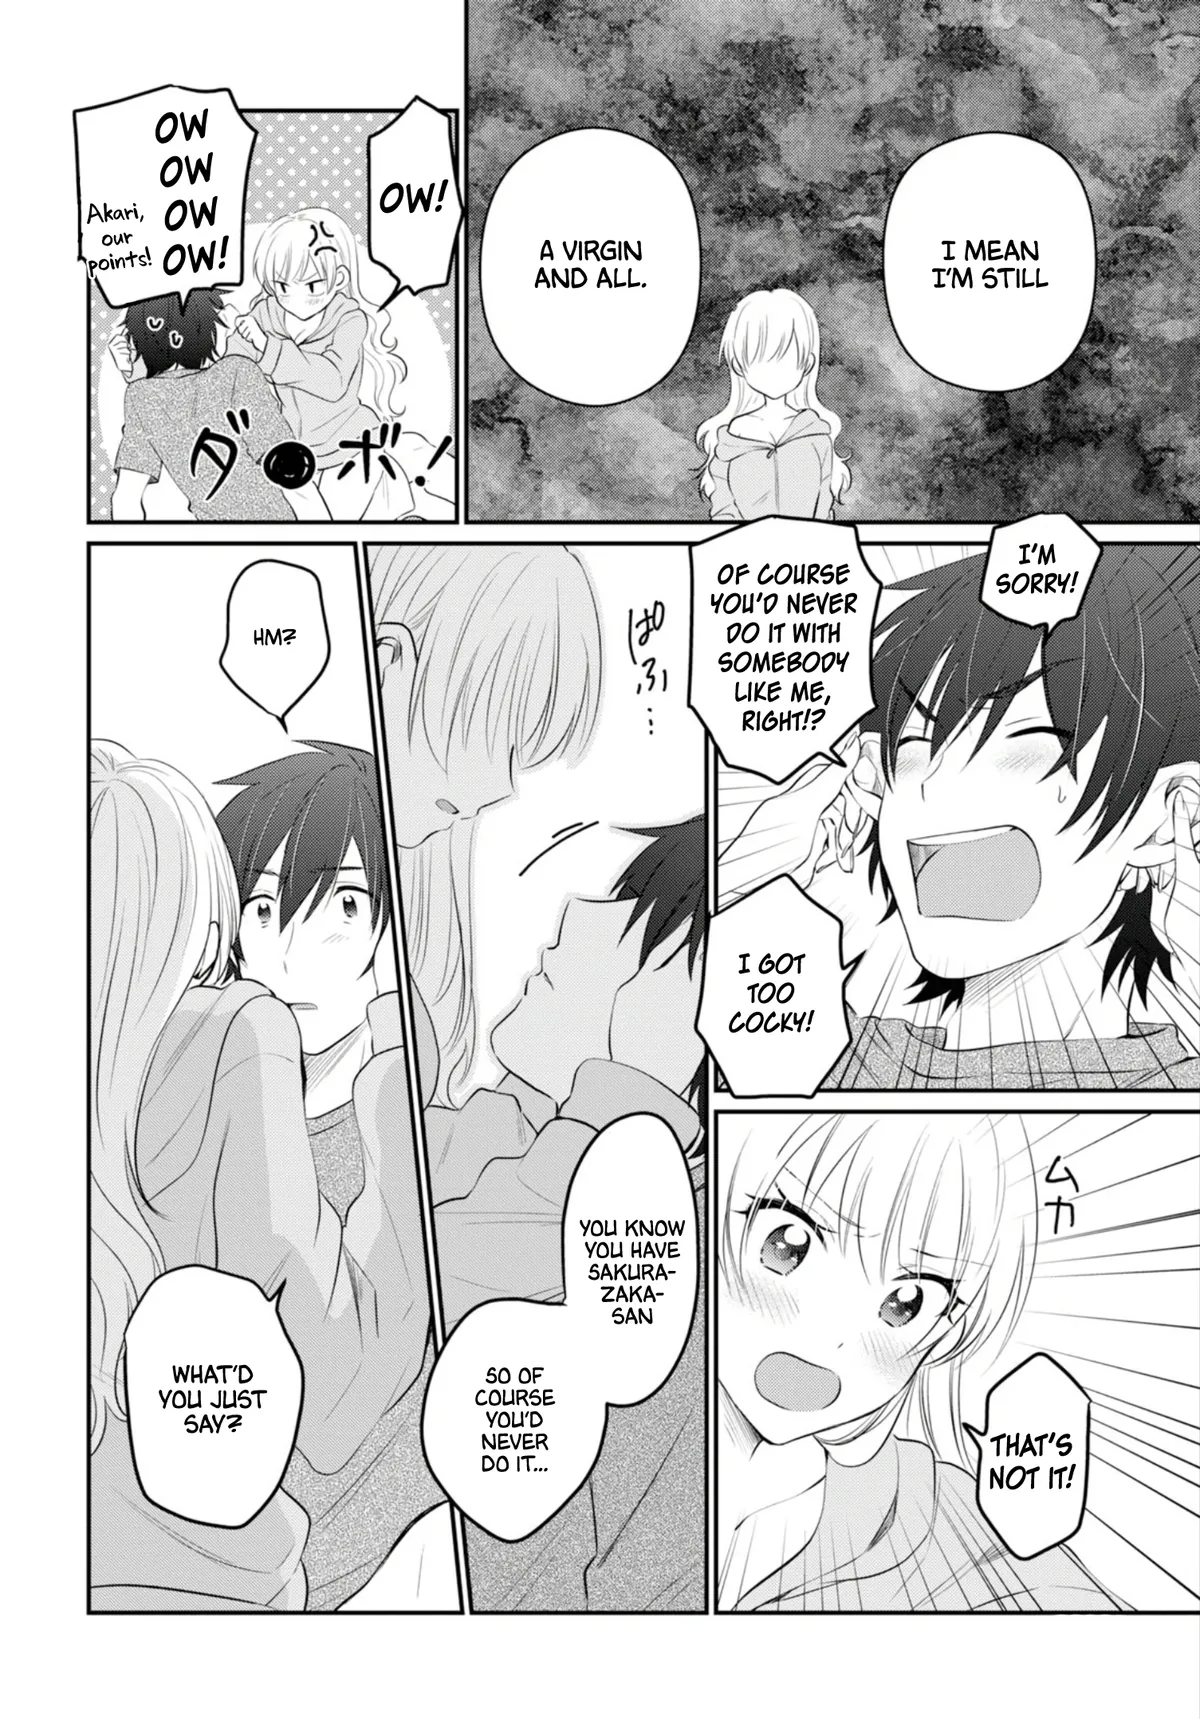 I MEAN
I'M STILL
A VIRGIN
AND ALL.
OW!
OW
OW
OW
OW!
Akari,
our
points!
ダ●ボ!
I'M
SORRY!
OF COURSE
YOU'D NEVER
DO IT WITH
SOMEBODY
LIKE ME,
RIGHT!?
I GOT
TOO
COCKY!
ムカ
THAT'S
NOT IT!
ぱふ…
YOU KNOW
YOU HAVE
SAKURA-
ZAKA-
SAN
SO OF
COURSE
YOU'D
NEVER
DO IT...
HM?
WHAT'D
YOU JUST
SAY?